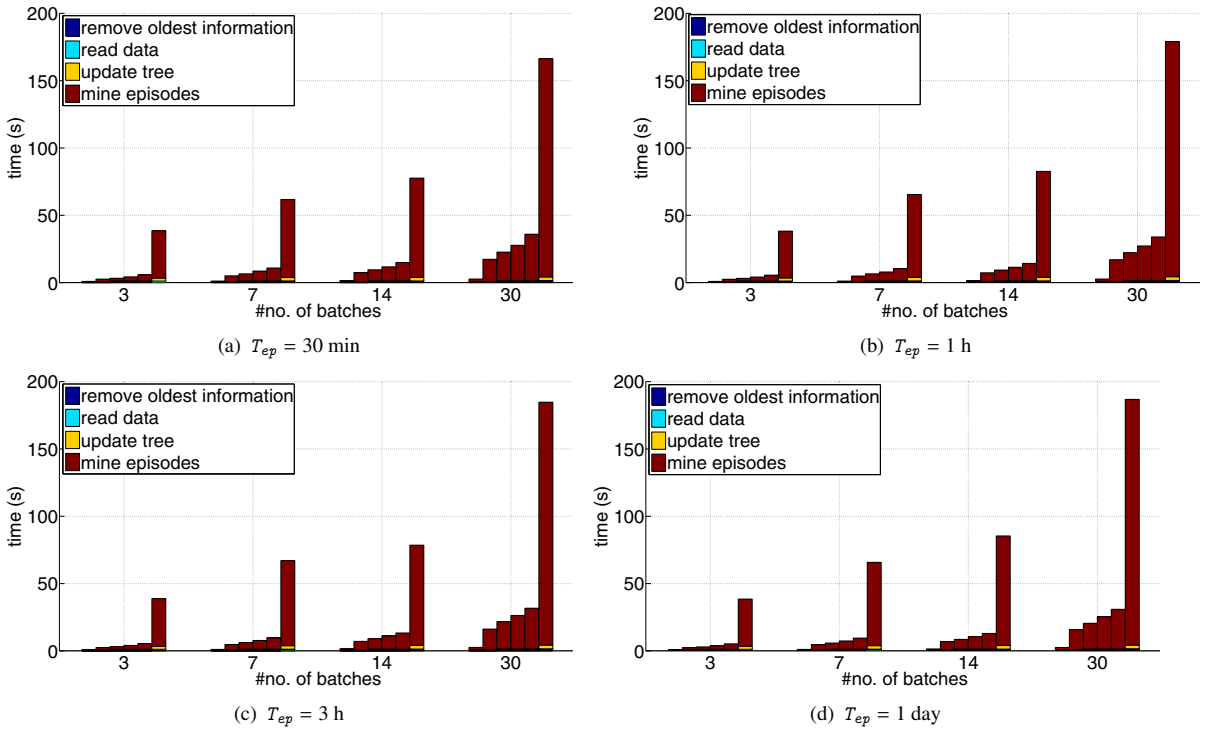 200
150
100
50
0
time (s)
remove oldest information
read data
update tree
mine episodes
3 7 14 30
#no. of batches
(a) Tep = 30 min
200
150
100
50
0
time (s)
remove oldest information
read data
update tree
mine episodes
3 7 14 30
#no. of batches
(b) Tep = 1 h
200
150
100
50
0
time (s)
remove oldest information
read data
update tree
mine episodes
3 7 14 30
#no. of batches
(c) Tep = 3 h
200
150
100
50
0
time (s)
remove oldest information
read data
update tree
mine episodes
3 7 14 30
#no. of batches
(d) Tep = 1 day